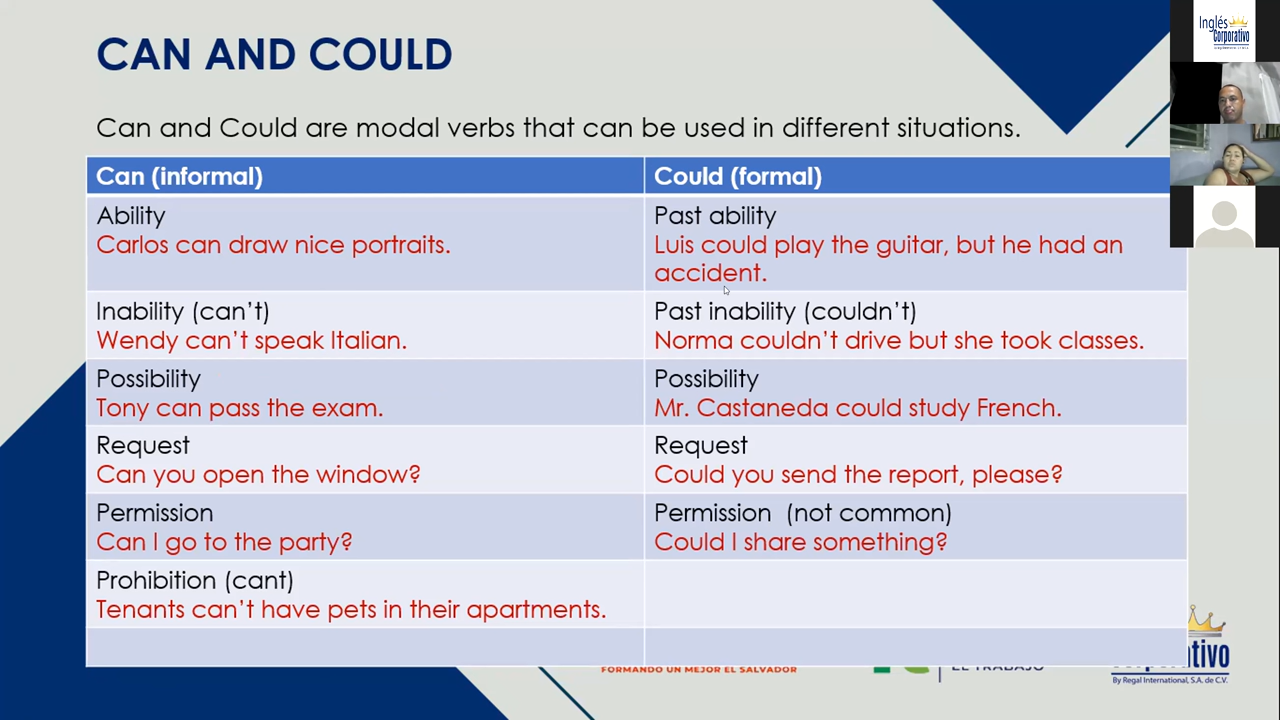 CAN AND COULD
Can and Could are modal verbs that can be used in different situations.
Can (informal)
Could (formal)
Ability
Carlos can draw nice portraits.
Past ability
Luis could play the guitar, but he had an
accident.
Inability (can't)
Wendy can't speak Italian.
Past inability (couldn't)
Norma couldn't drive but she took classes.
Possibility
Tony can pass the exam.
Possibility
Mr. Castaneda could study French.
Request
Can you open the window?
Request
Could you send the report, please?
Permission
Can I go to the party?
Permission (not common)
Could I share something?
Prohibition (cant)
Tenants can't have pets in their apartments.
FORMANDO UN MEJOR EL SALVADOR
EL TRABAJO
By Regal International, S.A. de C.V.
Inglés
Corporativo